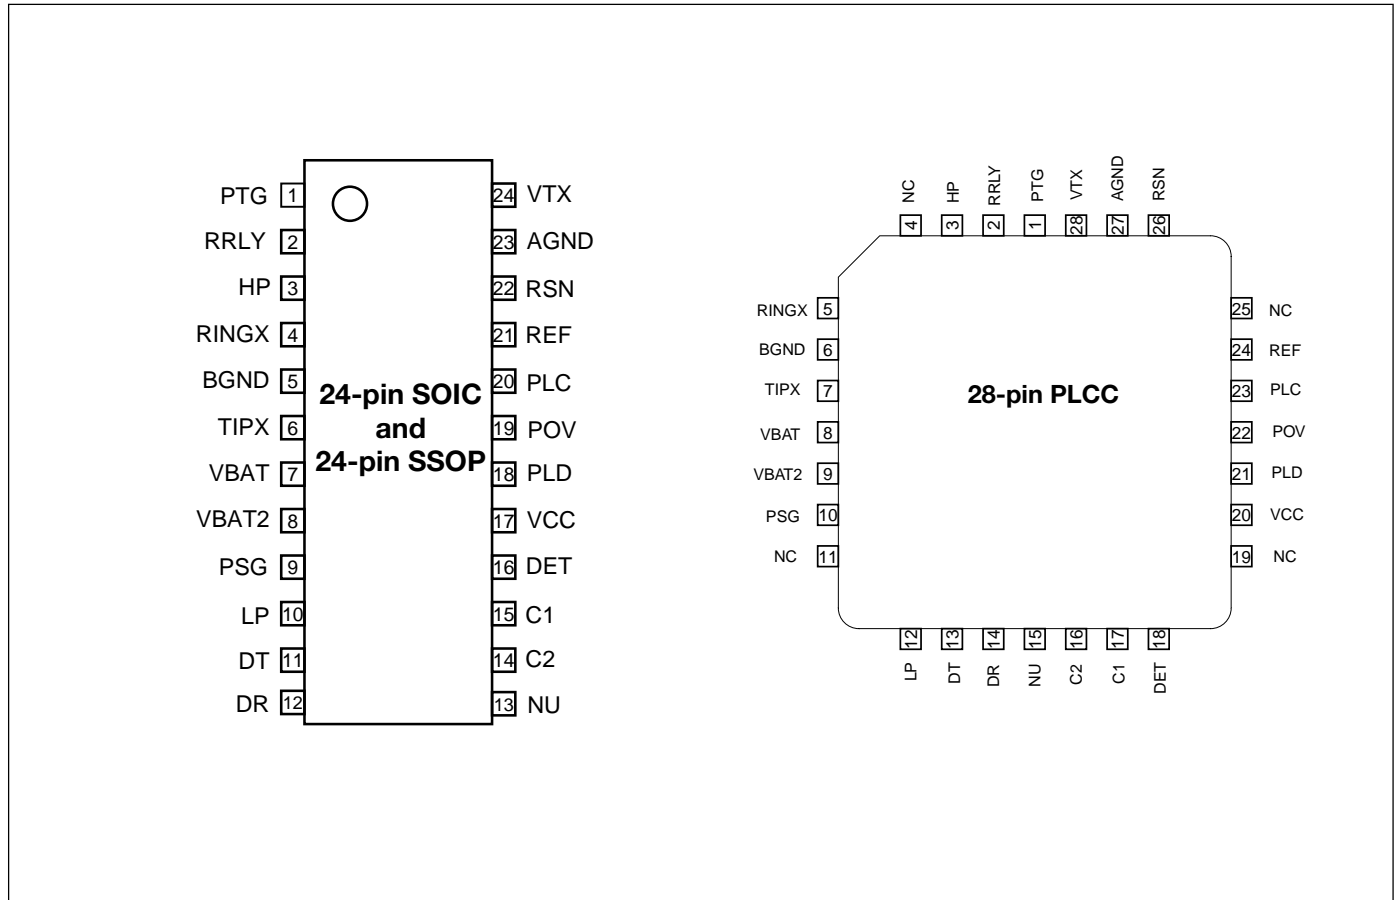 PTG 1
24 VTX
RRLY 2
23 AGND
HP 3
22 RSN
RINGX 4
21 REF
BGND 5
20 PLC
TIPX 6
19 POV
VBAT 7
18 PLD
VBAT2 8
17 VCC
PSG 9
16 DET
LP 10
15 C1
DT 11
14 C2
DR 12
13 NU
24-pin SOIC
and
24-pin SSOP
NC 4
HP 3
RRLY 2
PTG 1
VTX 28
AGND 27
RSN 26
RINGX 5
BGND 6
TIPX 7
VBAT 8
VBAT2 9
PSG 10
NC 11
28-pin PLCC
25 NC
24 REF
23 PLC
22 POV
21 PLD
20 VCC
19 NC
LP 12
DT 13
DR 14
NU 15
C2 16
C1 17
DET 18